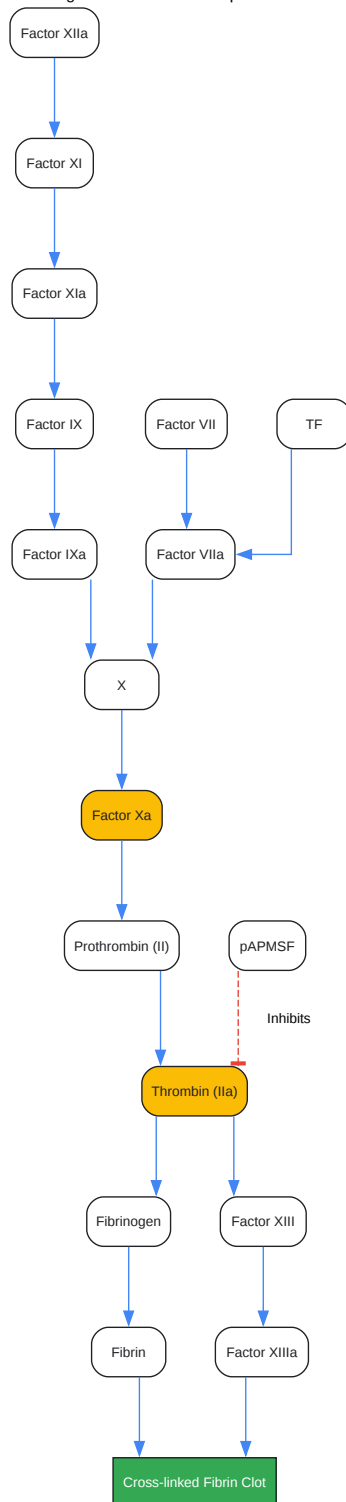 Factor XIIa
Factor XI
Factor XIa
Factor IX
Factor VII
TF
Factor IXa
Factor VIIa
X
Factor Xa
Prothrombin (II)
pAPMSF
Inhibits
Thrombin (IIa)
Fibrinogen
Factor XIII
Fibrin
Factor XIIIa
Cross-linked Fibrin Clot